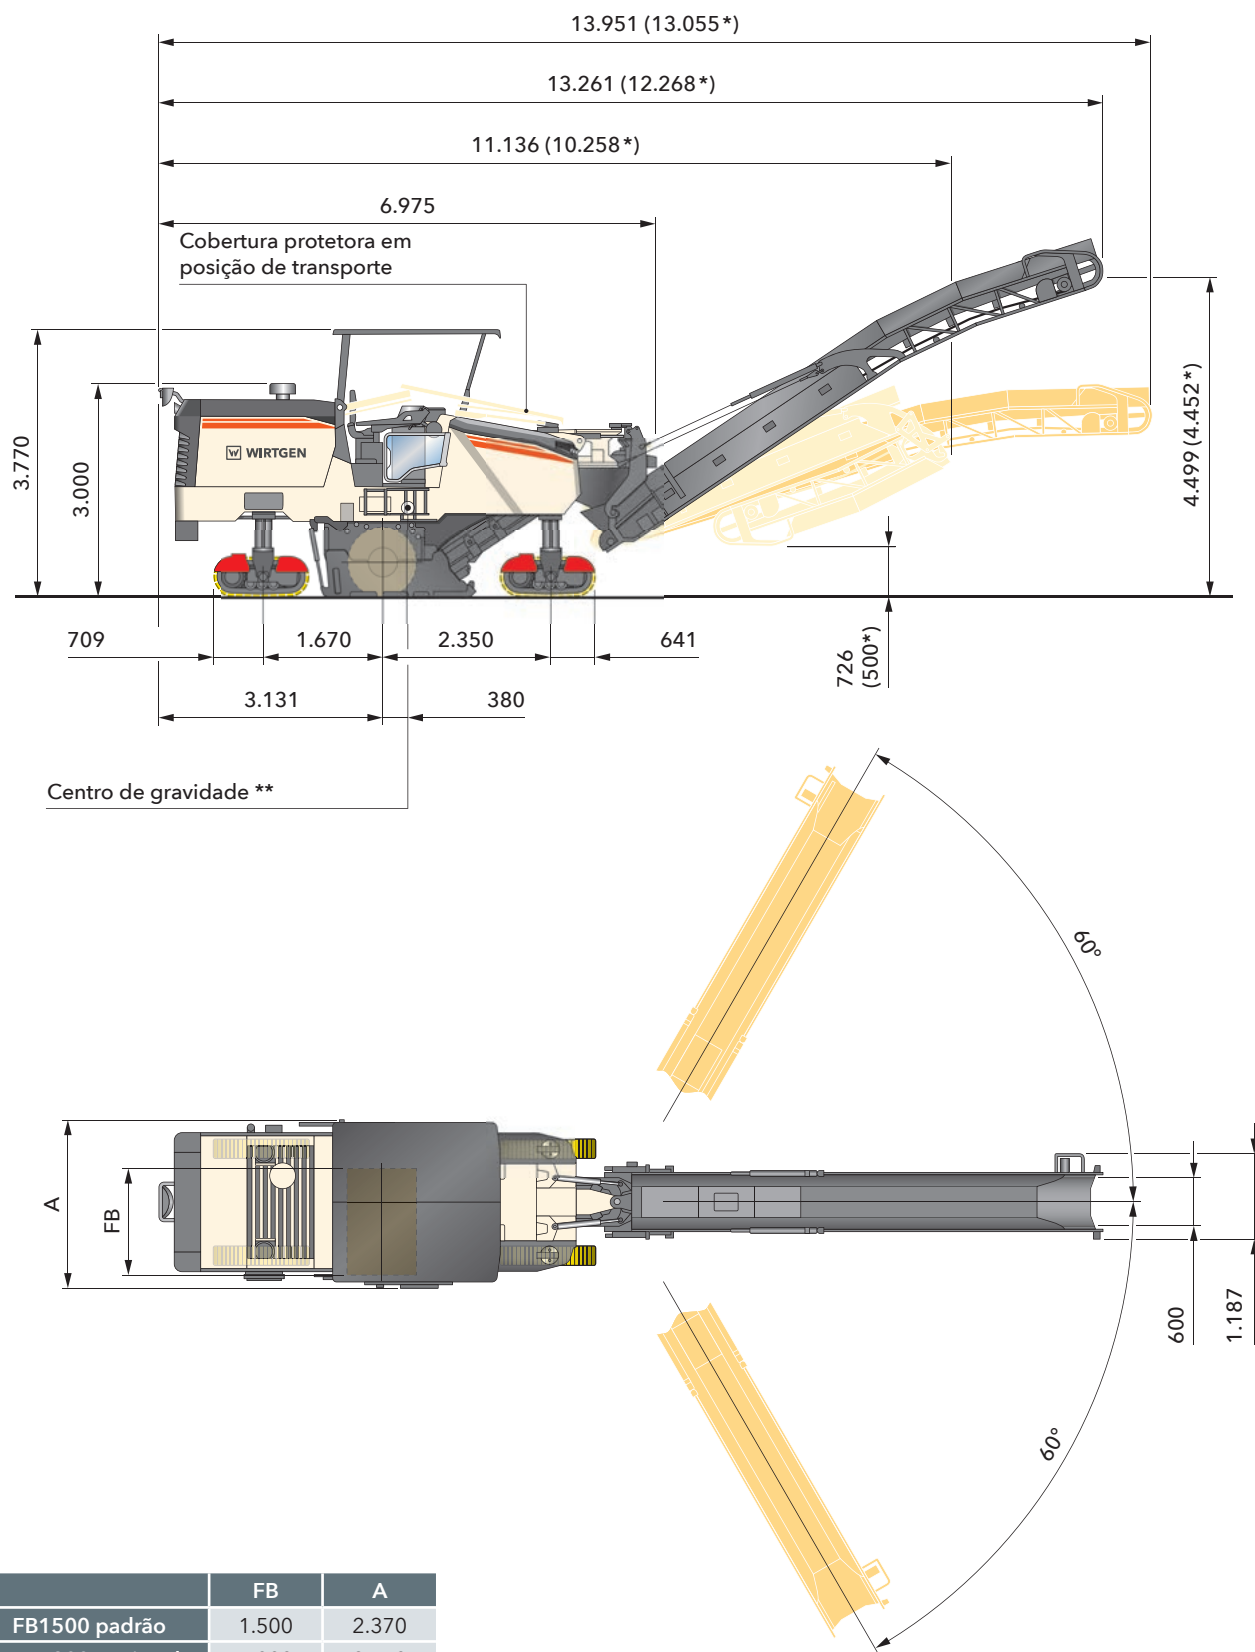 13.951 (13.055*)
13.261 (12.268*)
11.136 (10.258*)
6.975
Cobertura protetora em
posição de transporte
3.770
3.000
W WIRTGEN
4.499 (4.452*)
709
1.670
2.350
641
726
(500*)
3.131
380
Centro de gravidade **
60°
A
FB
600
1.187
60°
FB A
FB1500 padrão 1.500 2.370